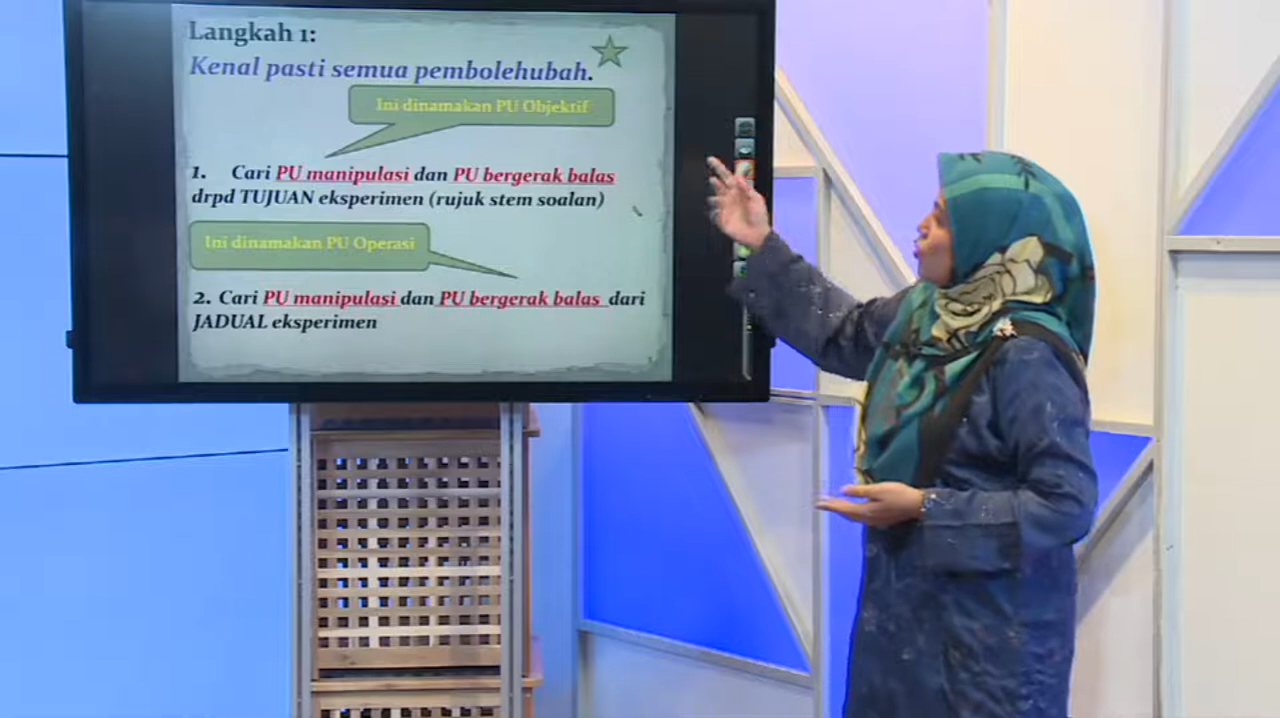 Langkah 1:
Kenal pasti semua pembolehubah.
Ini dinamakan PU Objektif
1. Cari PU manipulasi dan PU bergerak balas
drpd TUJUAN eksperimen (rujuk stem soalan)
Ini dinamakan PU Operasi
2. Cari PU manipulasi dan PU bergerak balas dari
JADUAL eksperimen